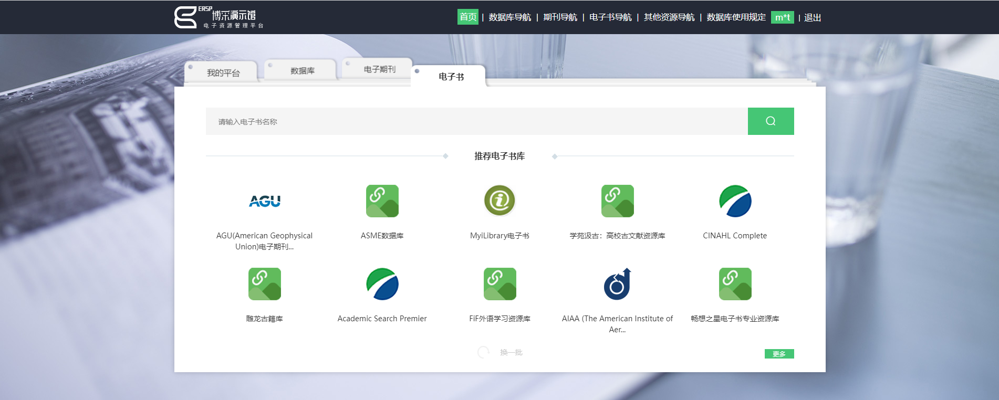 ERSP 博采演示馆
电子资源管理平台
首页 | 数据库导航 | 期刊导航 | 电子书导航 | 其他资源导航 | 数据库使用规定 m*t | 退出
我的平台
数据库
电子期刊
电子书
请输入电子书名称
推荐电子书库
AGU
AGU(American Geophysical
Union)电子期刊...
ASME数据库
MyiLibrary电子书
学苑汲古：高校古文献资源库
CINAHL Complete
雕龙古籍库
Academic Search Premier
FiF外语学习资源库
AIAA (The American Institute of
Aer...
畅想之星电子书专业资源库
换一批
更多